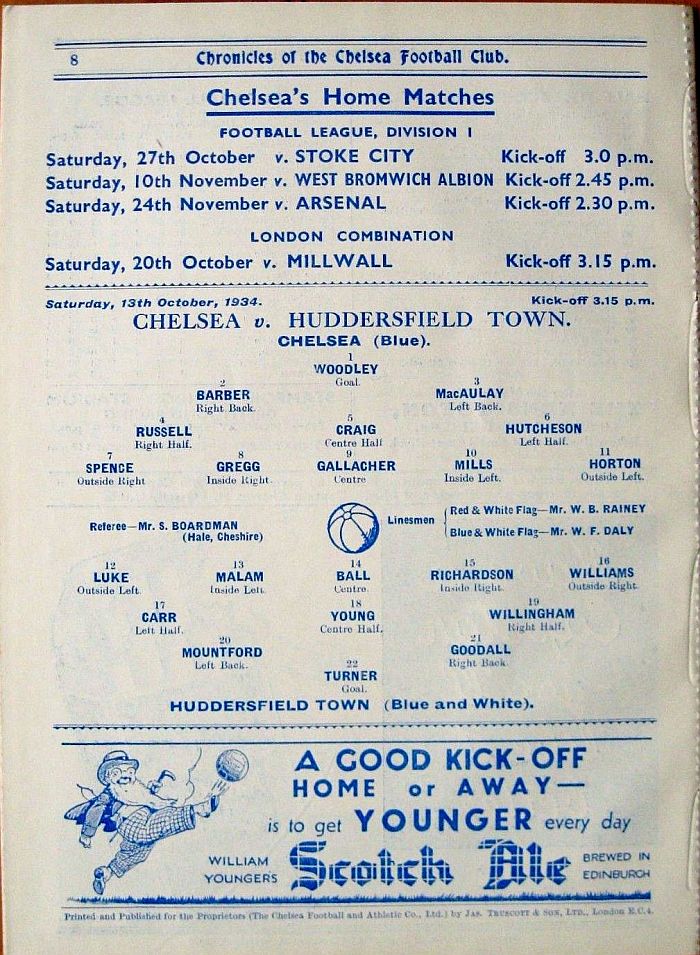 8 Chronicles of the Chelsea Football Club.
Chelsea's Home Matches
FOOTBALL LEAGUE, DIVISION I
Saturday, 27th October v. STOKE CITY Kick-off 3.0 p.m.
Saturday, 10th November v. WEST BROMWICH ALBION Kick-off 2.45 p.m.
Saturday, 24th November v. ARSENAL Kick-off 2.30 p.m.
LONDON COMBINATION
Saturday, 20th October v. MILLWALL Kick-off 3.15 p.m.
Saturday, 13th October, 1934. Kick-off 3.15 p.m.
CHELSEA v. HUDDERSFIELD TOWN.
CHELSEA (Blue).
1
WOODLEY
Goal.
2 3
BARBER MacAULAY
Right Back. Left Back.
4 5 6
RUSSELL CRAIG HUTCHESON
Right Half. Centre Half Left Half.
7 8 9 10 11
SPENCE GREGG GALLACHER MILLS HORTON
Outside Right Inside Right Centre Inside Left. Outside Left.
Referee—Mr. S. BOARDMAN
(Hale, Cheshire)
Linesmen
Red & White Flag—Mr. W. B. RAINEY
Blue & White Flag—Mr. W. F. DALY
12 13 14 15 16
LUKE MALAM BALL RICHARDSON WILLIAMS
Outside Left. Inside Left. Centre. Inside Right. Outside Right.
17 18 19
CARR YOUNG WILLINGHAM
Left Half. Centre Half. Right Half.
20 21
MOUNTFORD GOODALL
Left Back. Right Back.
22
TURNER
Goal.
HUDDERSFIELD TOWN (Blue and White).
A GOOD KICK-OFF
HOME or AWAY—
is to get YOUNGER every day
WILLIAM YOUNGER'S Scotch Ale BREWED IN EDINBURGH
Printed and Published for the Proprietors (The Chelsea Football and Athletic Co., Ltd.) by JAS. TRUSCOTT & SON, LTD., London E.C.4.